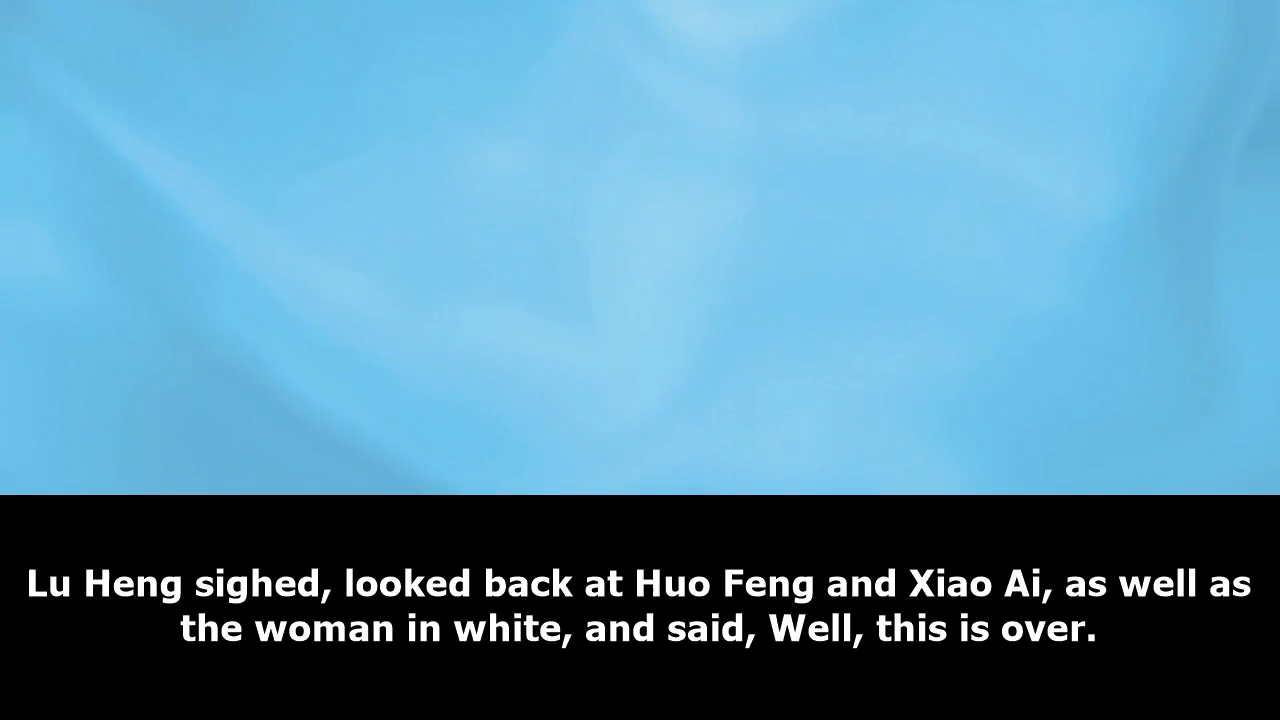 Lu Heng sighed, looked back at Huo Feng and Xiao Ai, as well as
the woman in white, and said, Well, this is over.